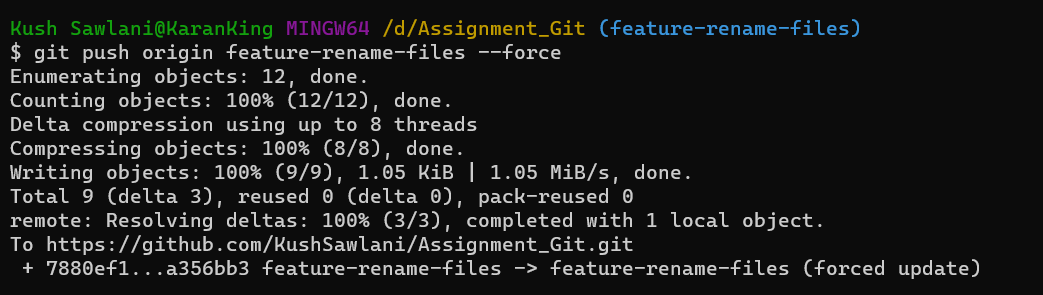 Kush Sawlani@KaranKing MINGW64 /d/Assignment_Git (feature-rename-files)
$ git push origin feature-rename-files --force
Enumerating objects: 12, done.
Counting objects: 100% (12/12), done.
Delta compression using up to 8 threads
Compressing objects: 100% (8/8), done.
Writing objects: 100% (9/9), 1.05 KiB | 1.05 MiB/s, done.
Total 9 (delta 3), reused 0 (delta 0), pack-reused 0
remote: Resolving deltas: 100% (3/3), completed with 1 local object.
To https://github.com/KushSawlani/Assignment_Git.git
 + 7880ef1...a356bb3 feature-rename-files -> feature-rename-files (forced update)